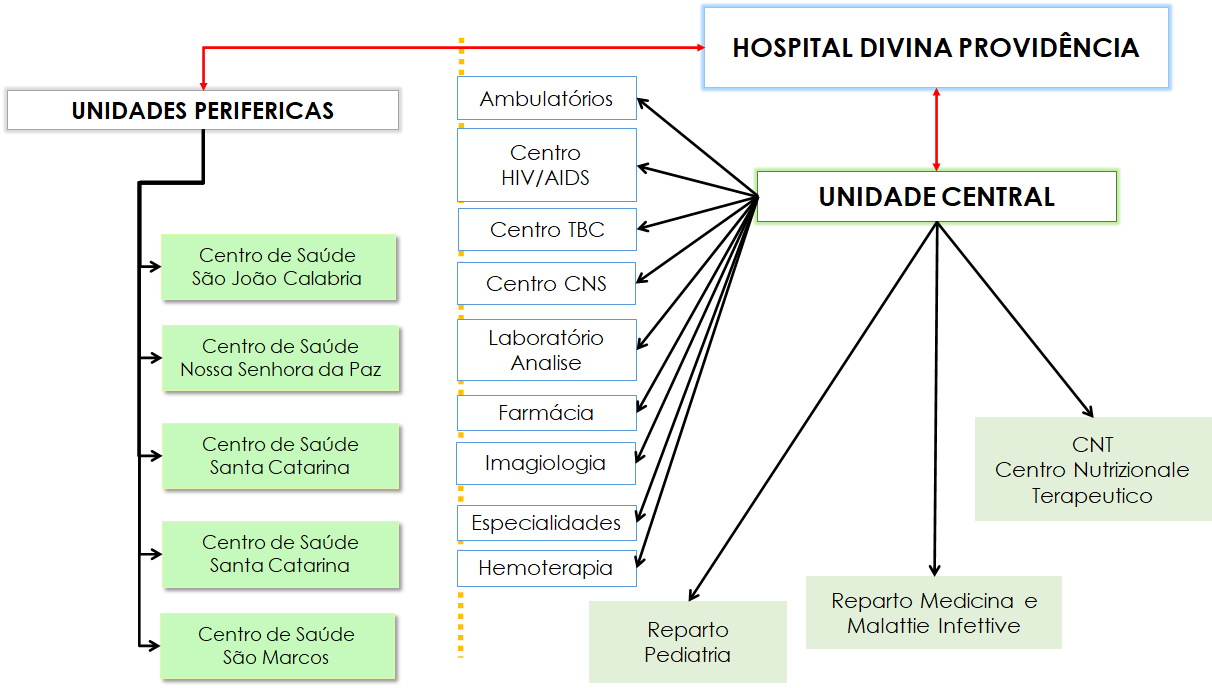 HOSPITAL DIVINA PROVIDÊNCIA
UNIDADES PERIFERICAS
Centro de Saúde
São João Calabria
Centro de Saúde
Nossa Senhora da Paz
Centro de Saúde
Santa Catarina
Centro de Saúde
Santa Catarina
Centro de Saúde
São Marcos
Ambulatórios
Centro
HIV/AIDS
Centro TBC
Centro CNS
Laboratório
Analise
Farmácia
Imagiologia
Especialidades
Hemoterapia
UNIDADE CENTRAL
Reparto
Pediatria
Reparto Medicina e
Malattie Infettive
CNT
Centro Nutrizionale
Terapeutico